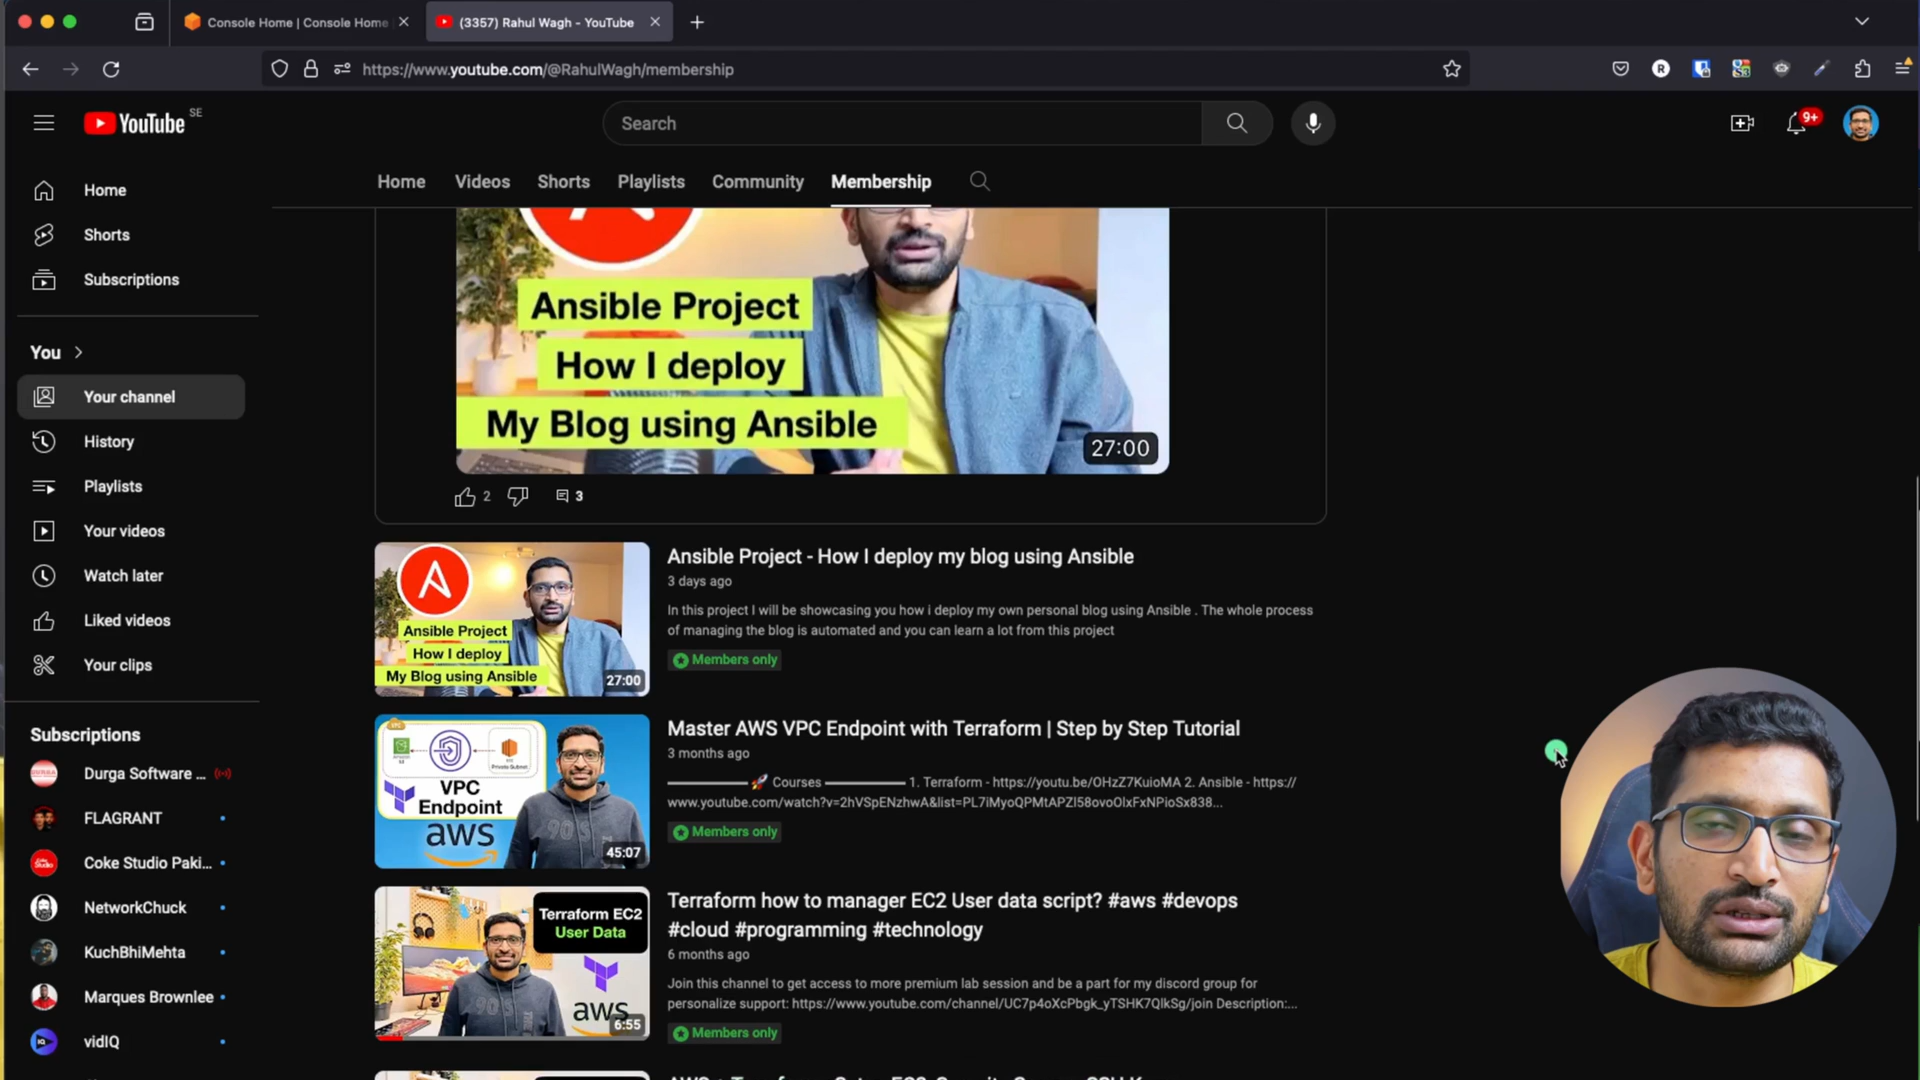 Console Home | Console Home
(3357) Rahul Wagh - YouTube
https://www.youtube.com/@RahulWagh/membership
R
YouTube
SE
Search
9+
Home
Videos
Shorts
Playlists
Community
Membership
Home
Shorts
Subscriptions
You
Your channel
History
Playlists
Your videos
Watch later
Liked videos
Your clips
Subscriptions
Durga Software ...
FLAGRANT
Coke Studio Paki...
NetworkChuck
KuchBhiMehta
Marques Brownlee
vidIQ
Ansible Project
How I deploy
My Blog using Ansible
27:00
2
3
Ansible Project
How I deploy
My Blog using Ansible
27:00
Ansible Project - How I deploy my blog using Ansible
3 days ago
In this project I will be showcasing you how i deploy my own personal blog using Ansible . The whole process
of managing the blog is automated and you can learn a lot from this project
Members only
Private Subnet
VPC
Endpoint
aws
90'S
45:07
Master AWS VPC Endpoint with Terraform | Step by Step Tutorial
3 months ago
━━━━━━━━━ 🚀 Courses ━━━━━━━━━ 1. Terraform - https://youtu.be/OHzZ7KuioMA 2. Ansible - https://
www.youtube.com/watch?v=2hVSpENzhwA&list=PL7iMyoQPMtAPZl58ovoOlxFxNPioSx838...
Members only
Terraform EC2
User Data
90'S
aws
6:55
Terraform how to manager EC2 User data script? #aws #devops
#cloud #programming #technology
6 months ago
Join this channel to get access to more premium lab session and be a part for my discord group for
personalize support: https://www.youtube.com/channel/UC7p4oXcPbgk_yTSHK7QlkSg/join Description:...
Members only